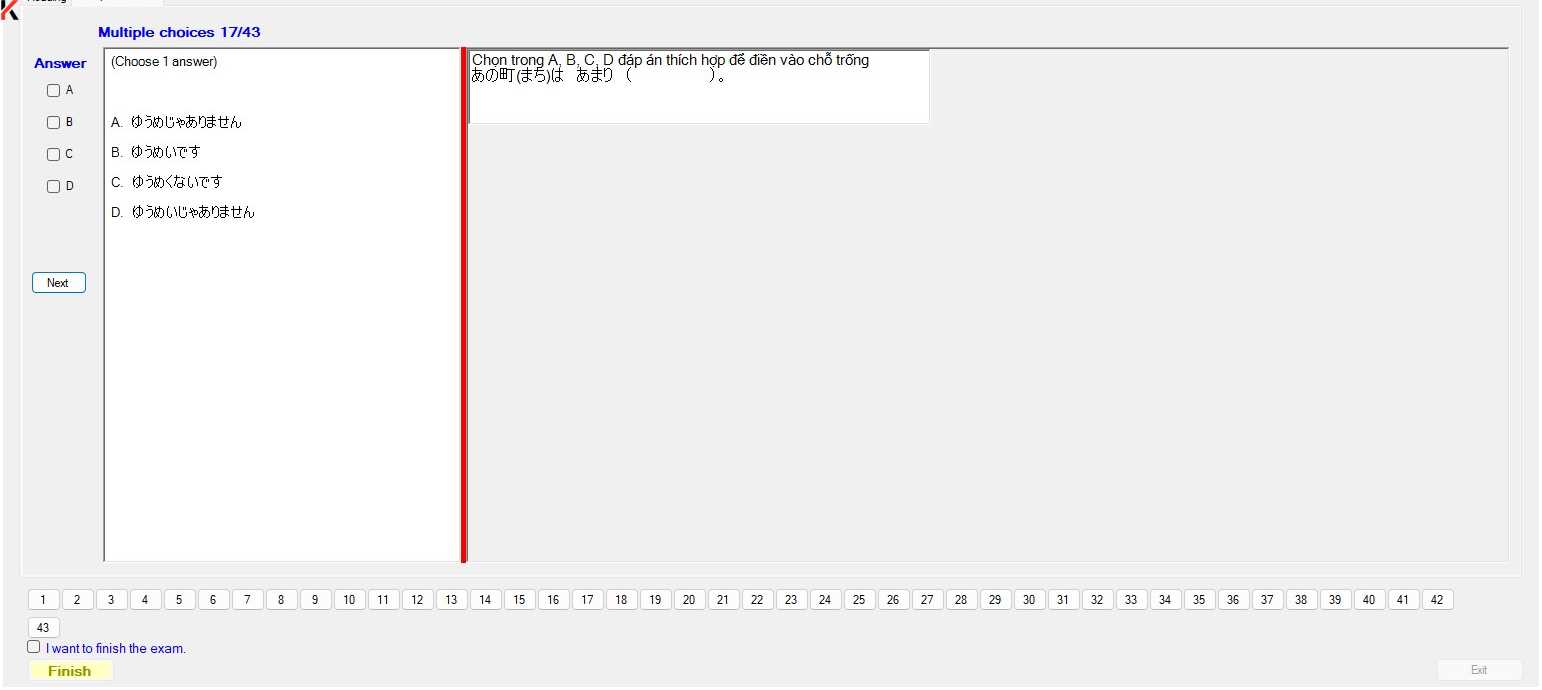 Multiple choices 17/43
Answer
A
B
C
D
Next
(Choose 1 answer)
A. ゆうめじゃありません
B. ゆうめいです
C. ゆうめくないです
D. ゆうめいじゃありません
Chọn trong A, B, C, D đáp án thích hợp để điền vào chỗ trống
あの町(まち)は あまり ( )。
1 2 3 4 5 6 7 8 9 10 11 12 13 14 15 16 17 18 19 20 21 22 23 24 25 26 27 28 29 30 31 32 33 34 35 36 37 38 39 40 41 42
43
I want to finish the exam.
Finish
Exit